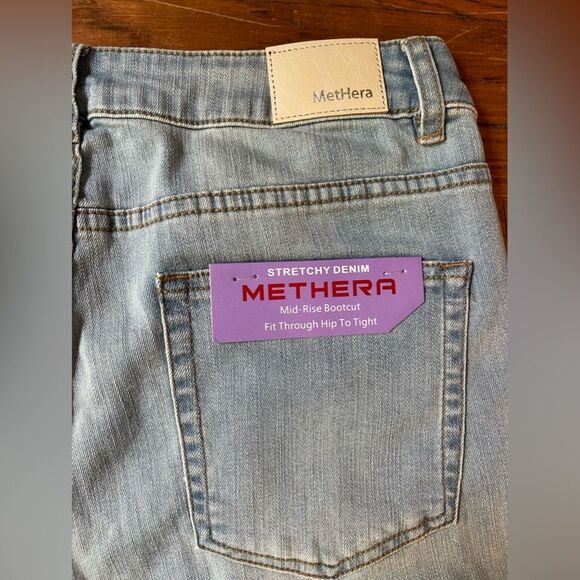 MetHera
STRETCHY DENIM
METHERA
Mid-Rise Bootcut
Fit Through Hip To Tight